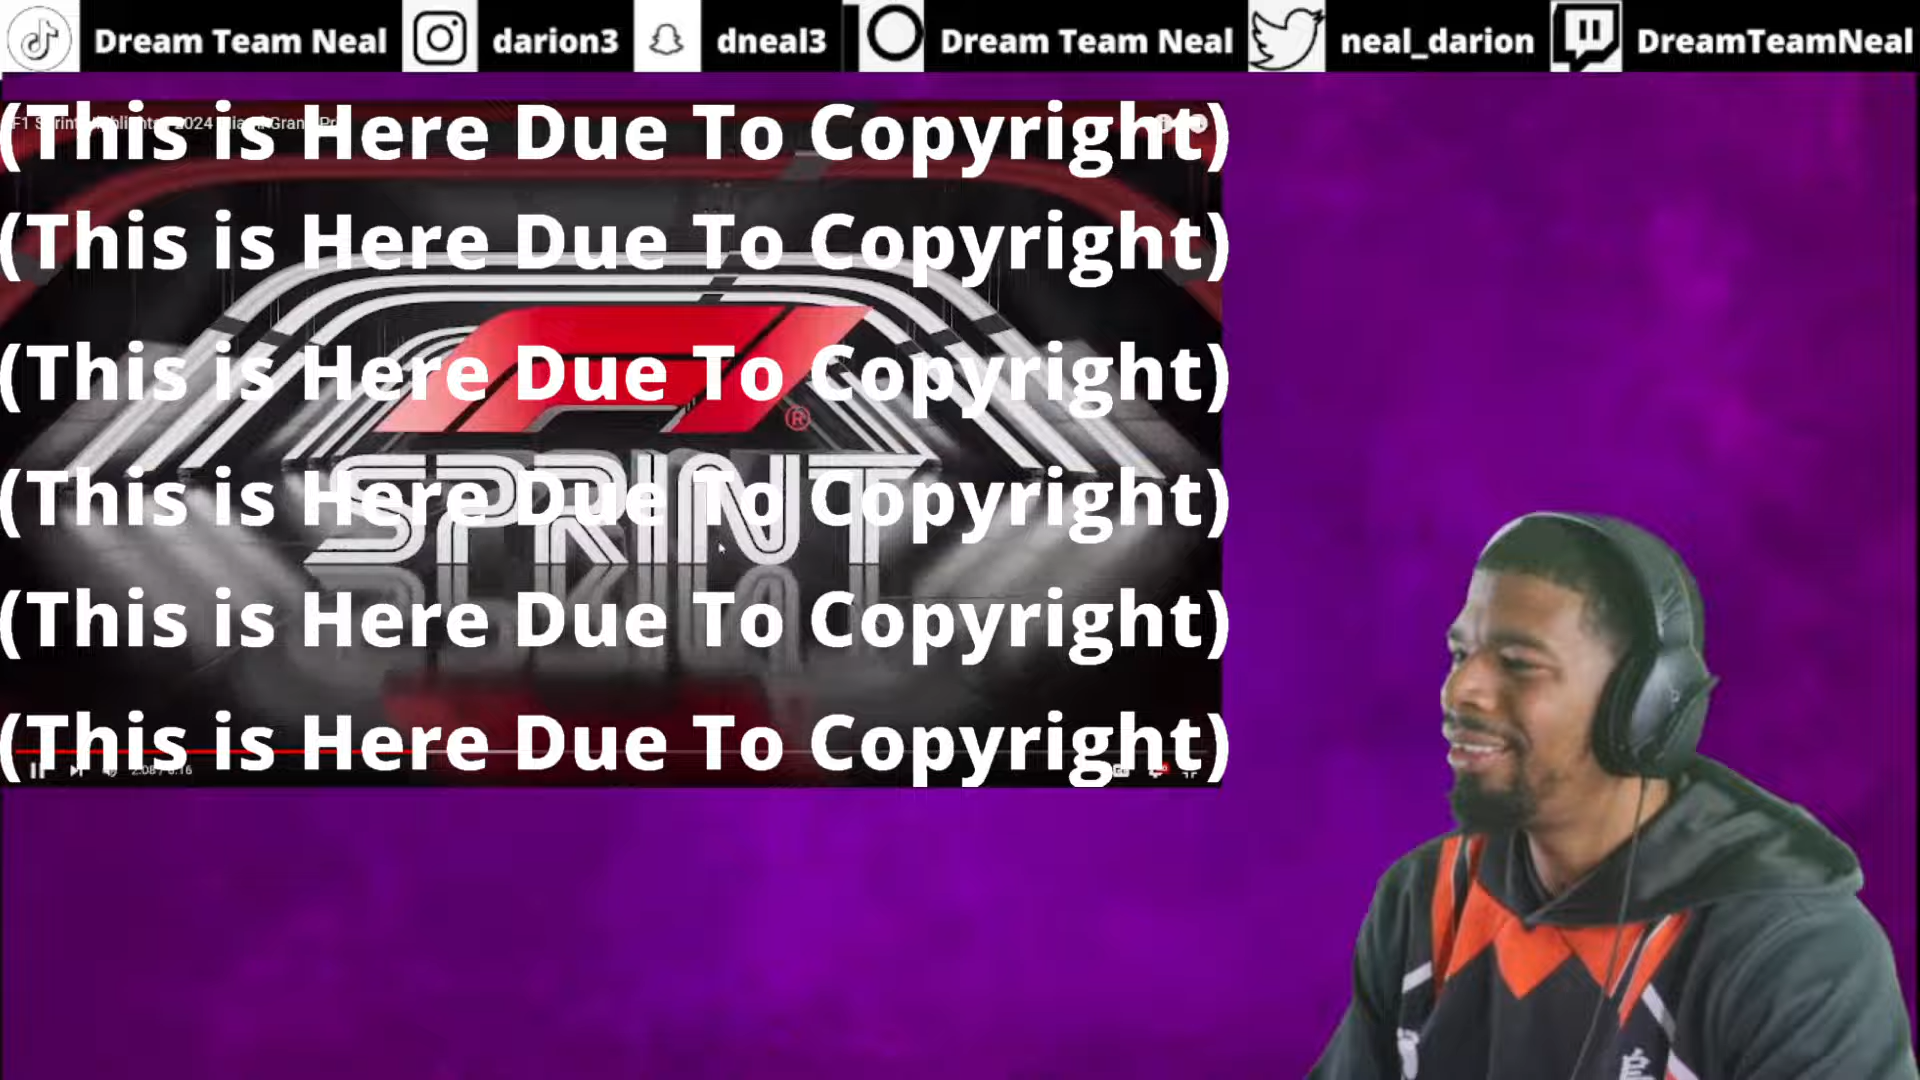 Dream Team Neal darion3 dneal3 Dream Team Neal neal_darion DreamTeamNeal
(This is Here Due To Copyright)
(This is Here Due To Copyright)
(This is Here Due To Copyright)
(This is Here Due To Copyright)
SPRINT
(This is Here Due To Copyright)
(This is Here Due To Copyright)